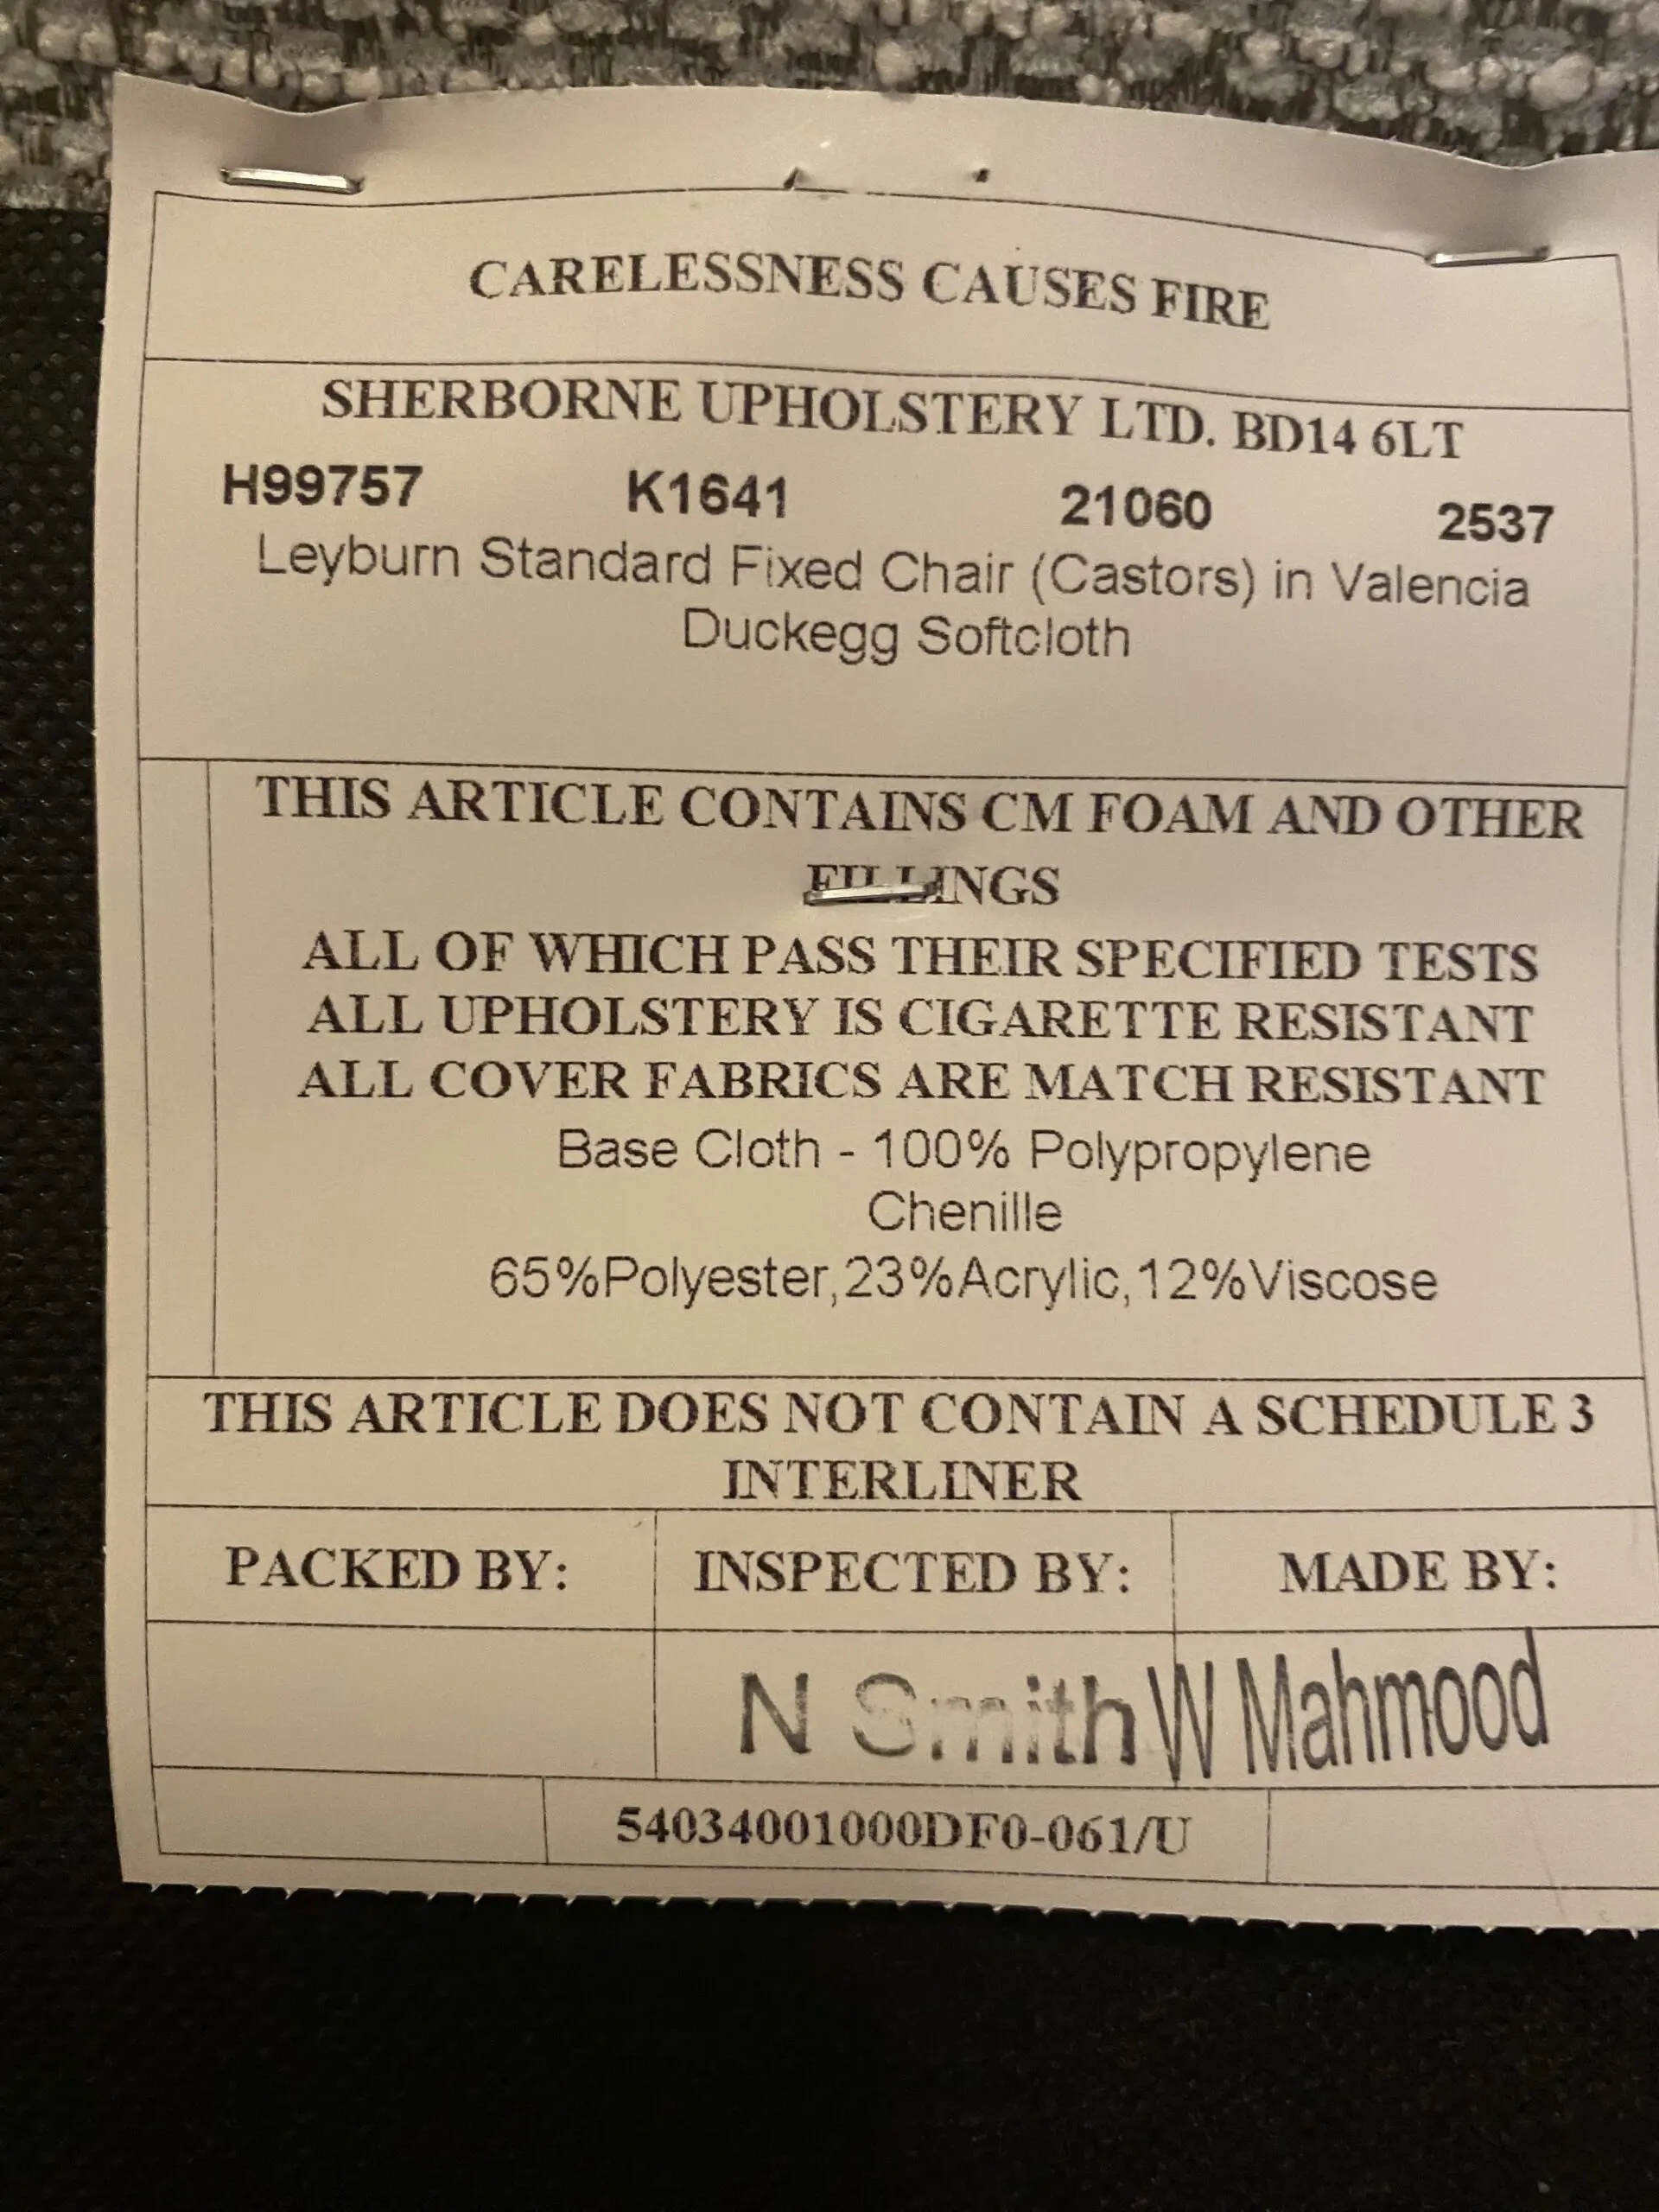 CARELESSNESS CAUSES FIRE
SHERBORNE UPHOLSTERY LTD. BD14 6LT
H99757 K1641 21060 2537
Leyburn Standard Fixed Chair (Castors) in Valencia
Duckegg Softcloth
THIS ARTICLE CONTAINS CM FOAM AND OTHER
FILLINGS
ALL OF WHICH PASS THEIR SPECIFIED TESTS
ALL UPHOLSTERY IS CIGARETTE RESISTANT
ALL COVER FABRICS ARE MATCH RESISTANT
Base Cloth - 100% Polypropylene
Chenille
65%Polyester,23%Acrylic,12%Viscose
THIS ARTICLE DOES NOT CONTAIN A SCHEDULE 3
INTERLINER
PACKED BY: INSPECTED BY: MADE BY:
N Smith W Mahmood
54034001000DF0-061/U